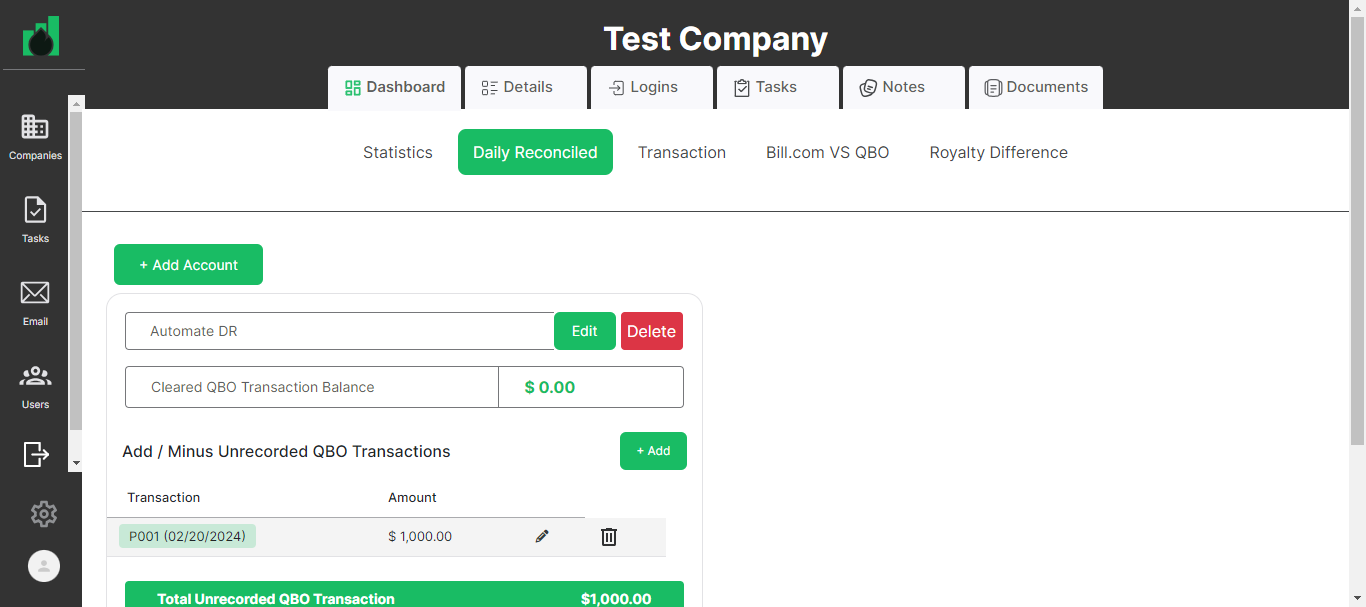 Test Company
Dashboard Details Logins Tasks Notes Documents
Statistics Daily Reconciled Transaction Bill.com VS QBO Royalty Difference
Companies
Tasks
Email
Users
+ Add Account
Automate DR Edit Delete
Cleared QBO Transaction Balance $ 0.00
Add / Minus Unrecorded QBO Transactions + Add
Transaction Amount
P001 (02/20/2024) $ 1,000.00
Total Unrecorded QBO Transaction $1,000.00